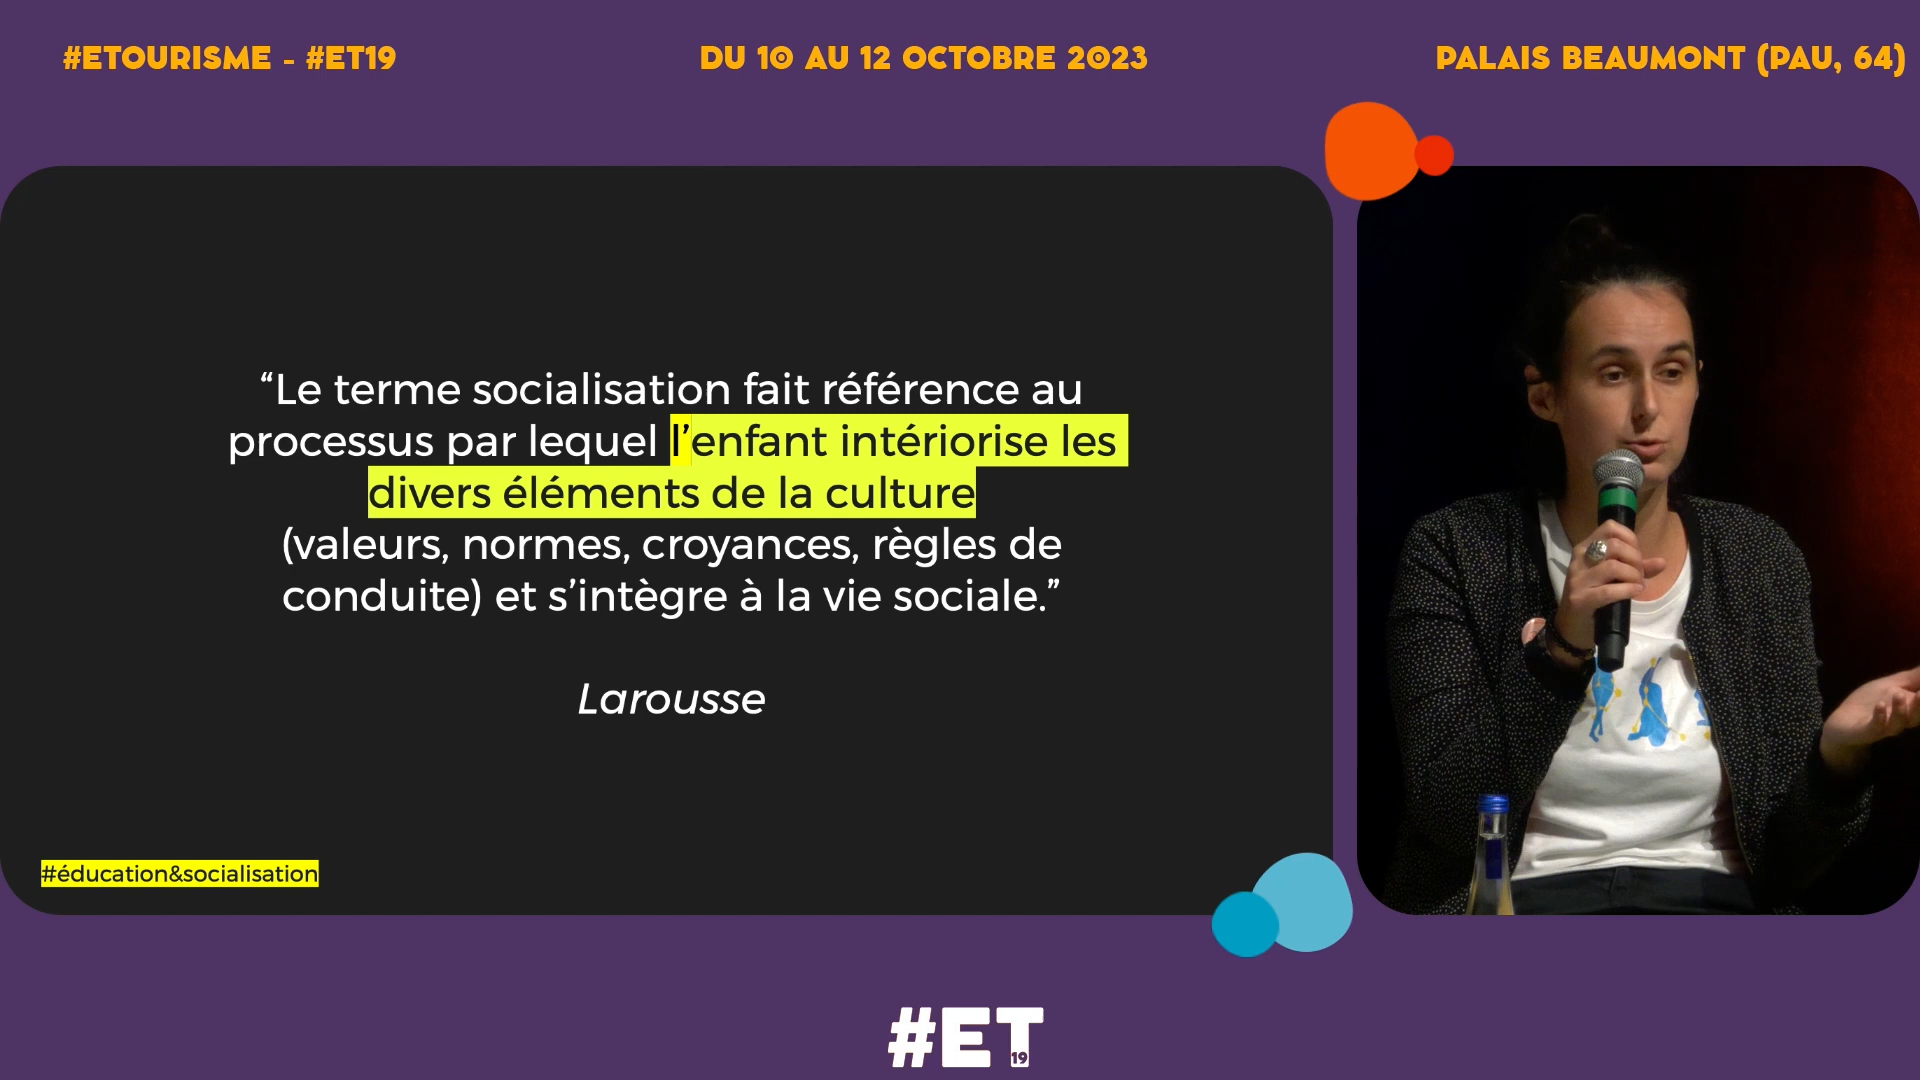 #ETOURISME - #ET19
DU 10 AU 12 OCTOBRE 2023
PALAIS BEAUMONT (PAU, 64)
“Le terme socialisation fait référence au
processus par lequel l’enfant intériorise les
divers éléments de la culture
(valeurs, normes, croyances, règles de
conduite) et s’intègre à la vie sociale.”
Larousse
#éducation&socialisation
#ET
19